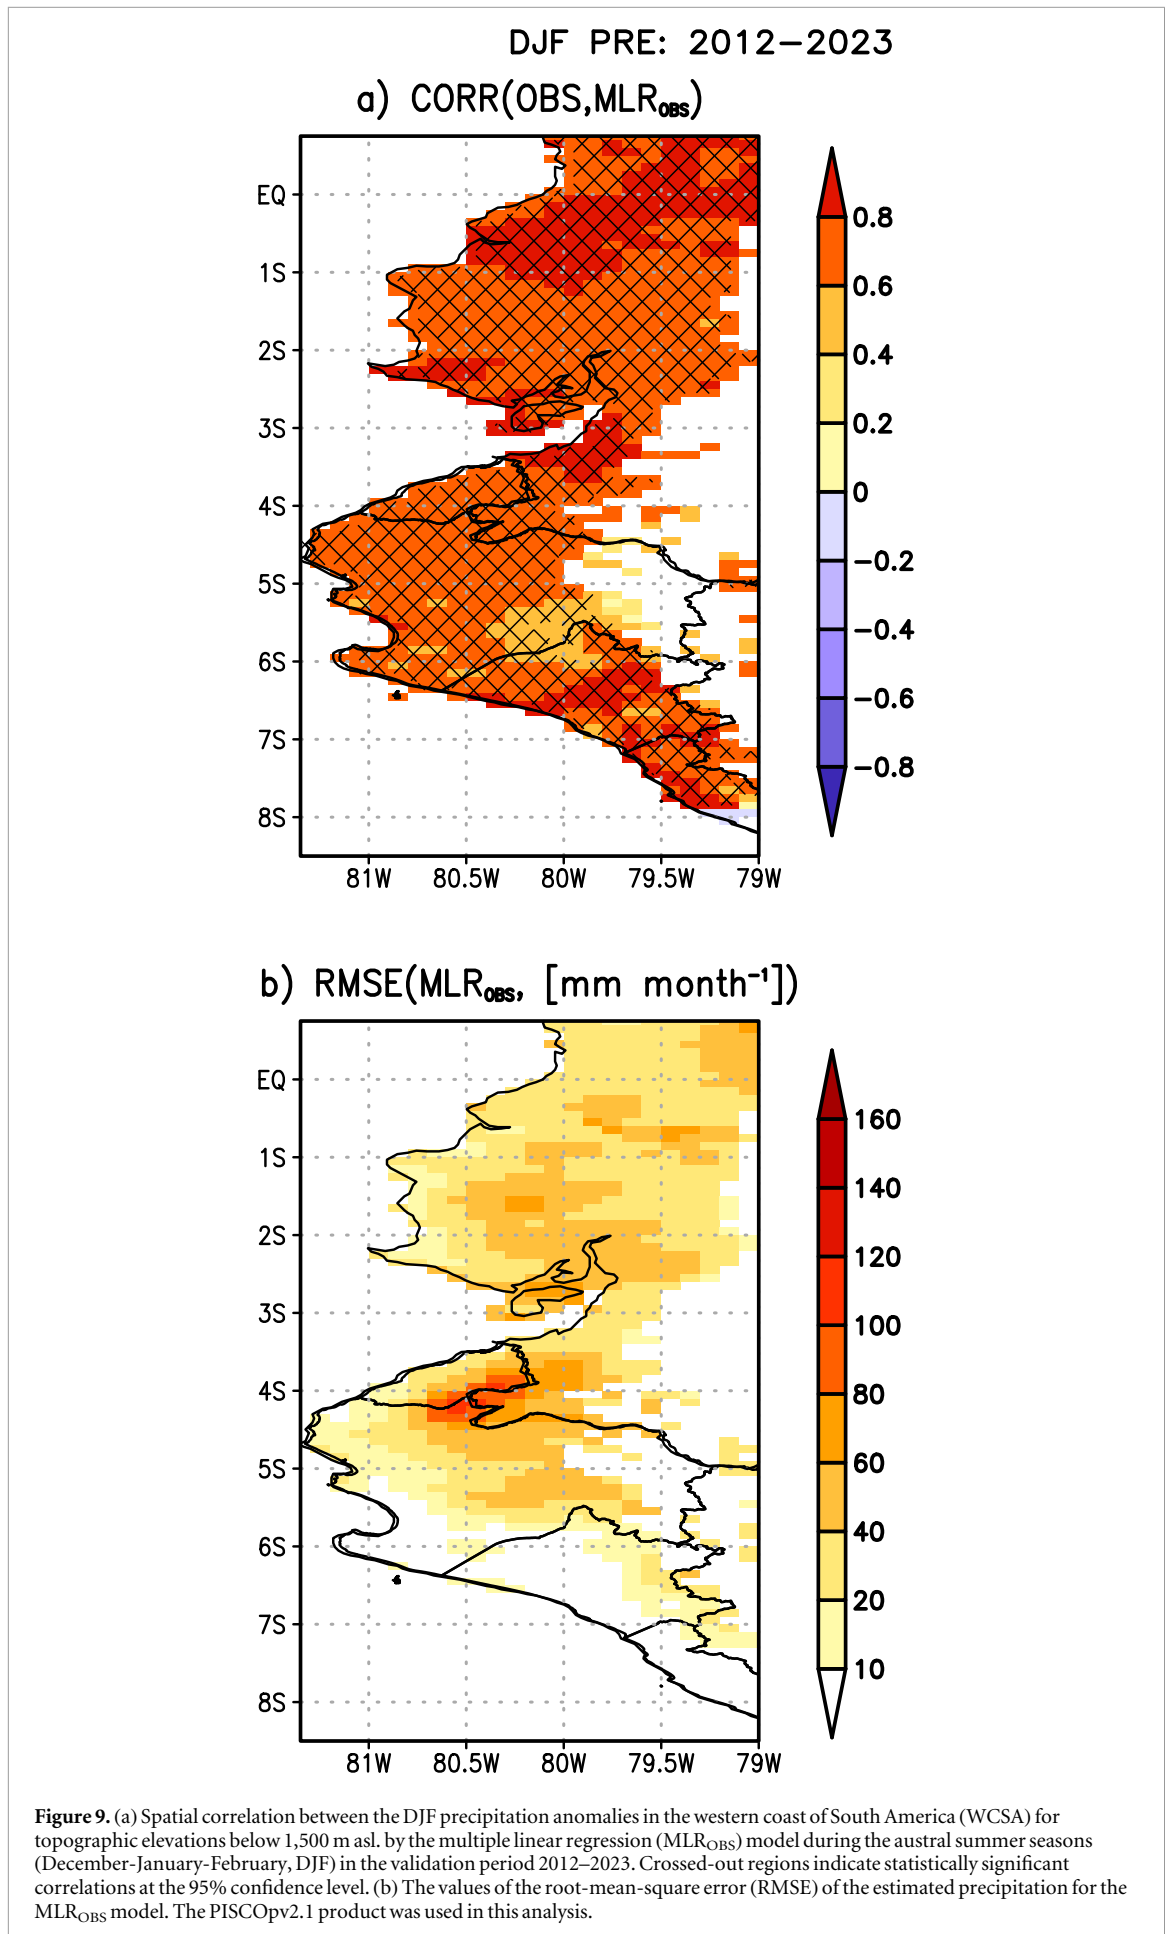 DJF PRE: 2012−2023
a) CORR(OBS,MLR_OBS)
EQ
1S
2S
3S
4S
5S
6S
7S
8S
81W 80.5W 80W 79.5W 79W
0.8
0.6
0.4
0.2
0
−0.2
−0.4
−0.6
−0.8
b) RMSE(MLR_OBS, [mm month⁻¹])
EQ
1S
2S
3S
4S
5S
6S
7S
8S
81W 80.5W 80W 79.5W 79W
160
140
120
100
80
60
40
20
10
Figure 9. (a) Spatial correlation between the DJF precipitation anomalies in the western coast of South America (WCSA) for
topographic elevations below 1,500 m asl. by the multiple linear regression (MLR_OBS) model during the austral summer seasons
(December-January-February, DJF) in the validation period 2012–2023. Crossed-out regions indicate statistically significant
correlations at the 95% confidence level. (b) The values of the root-mean-square error (RMSE) of the estimated precipitation for the
MLR_OBS model. The PISCOpv2.1 product was used in this analysis.